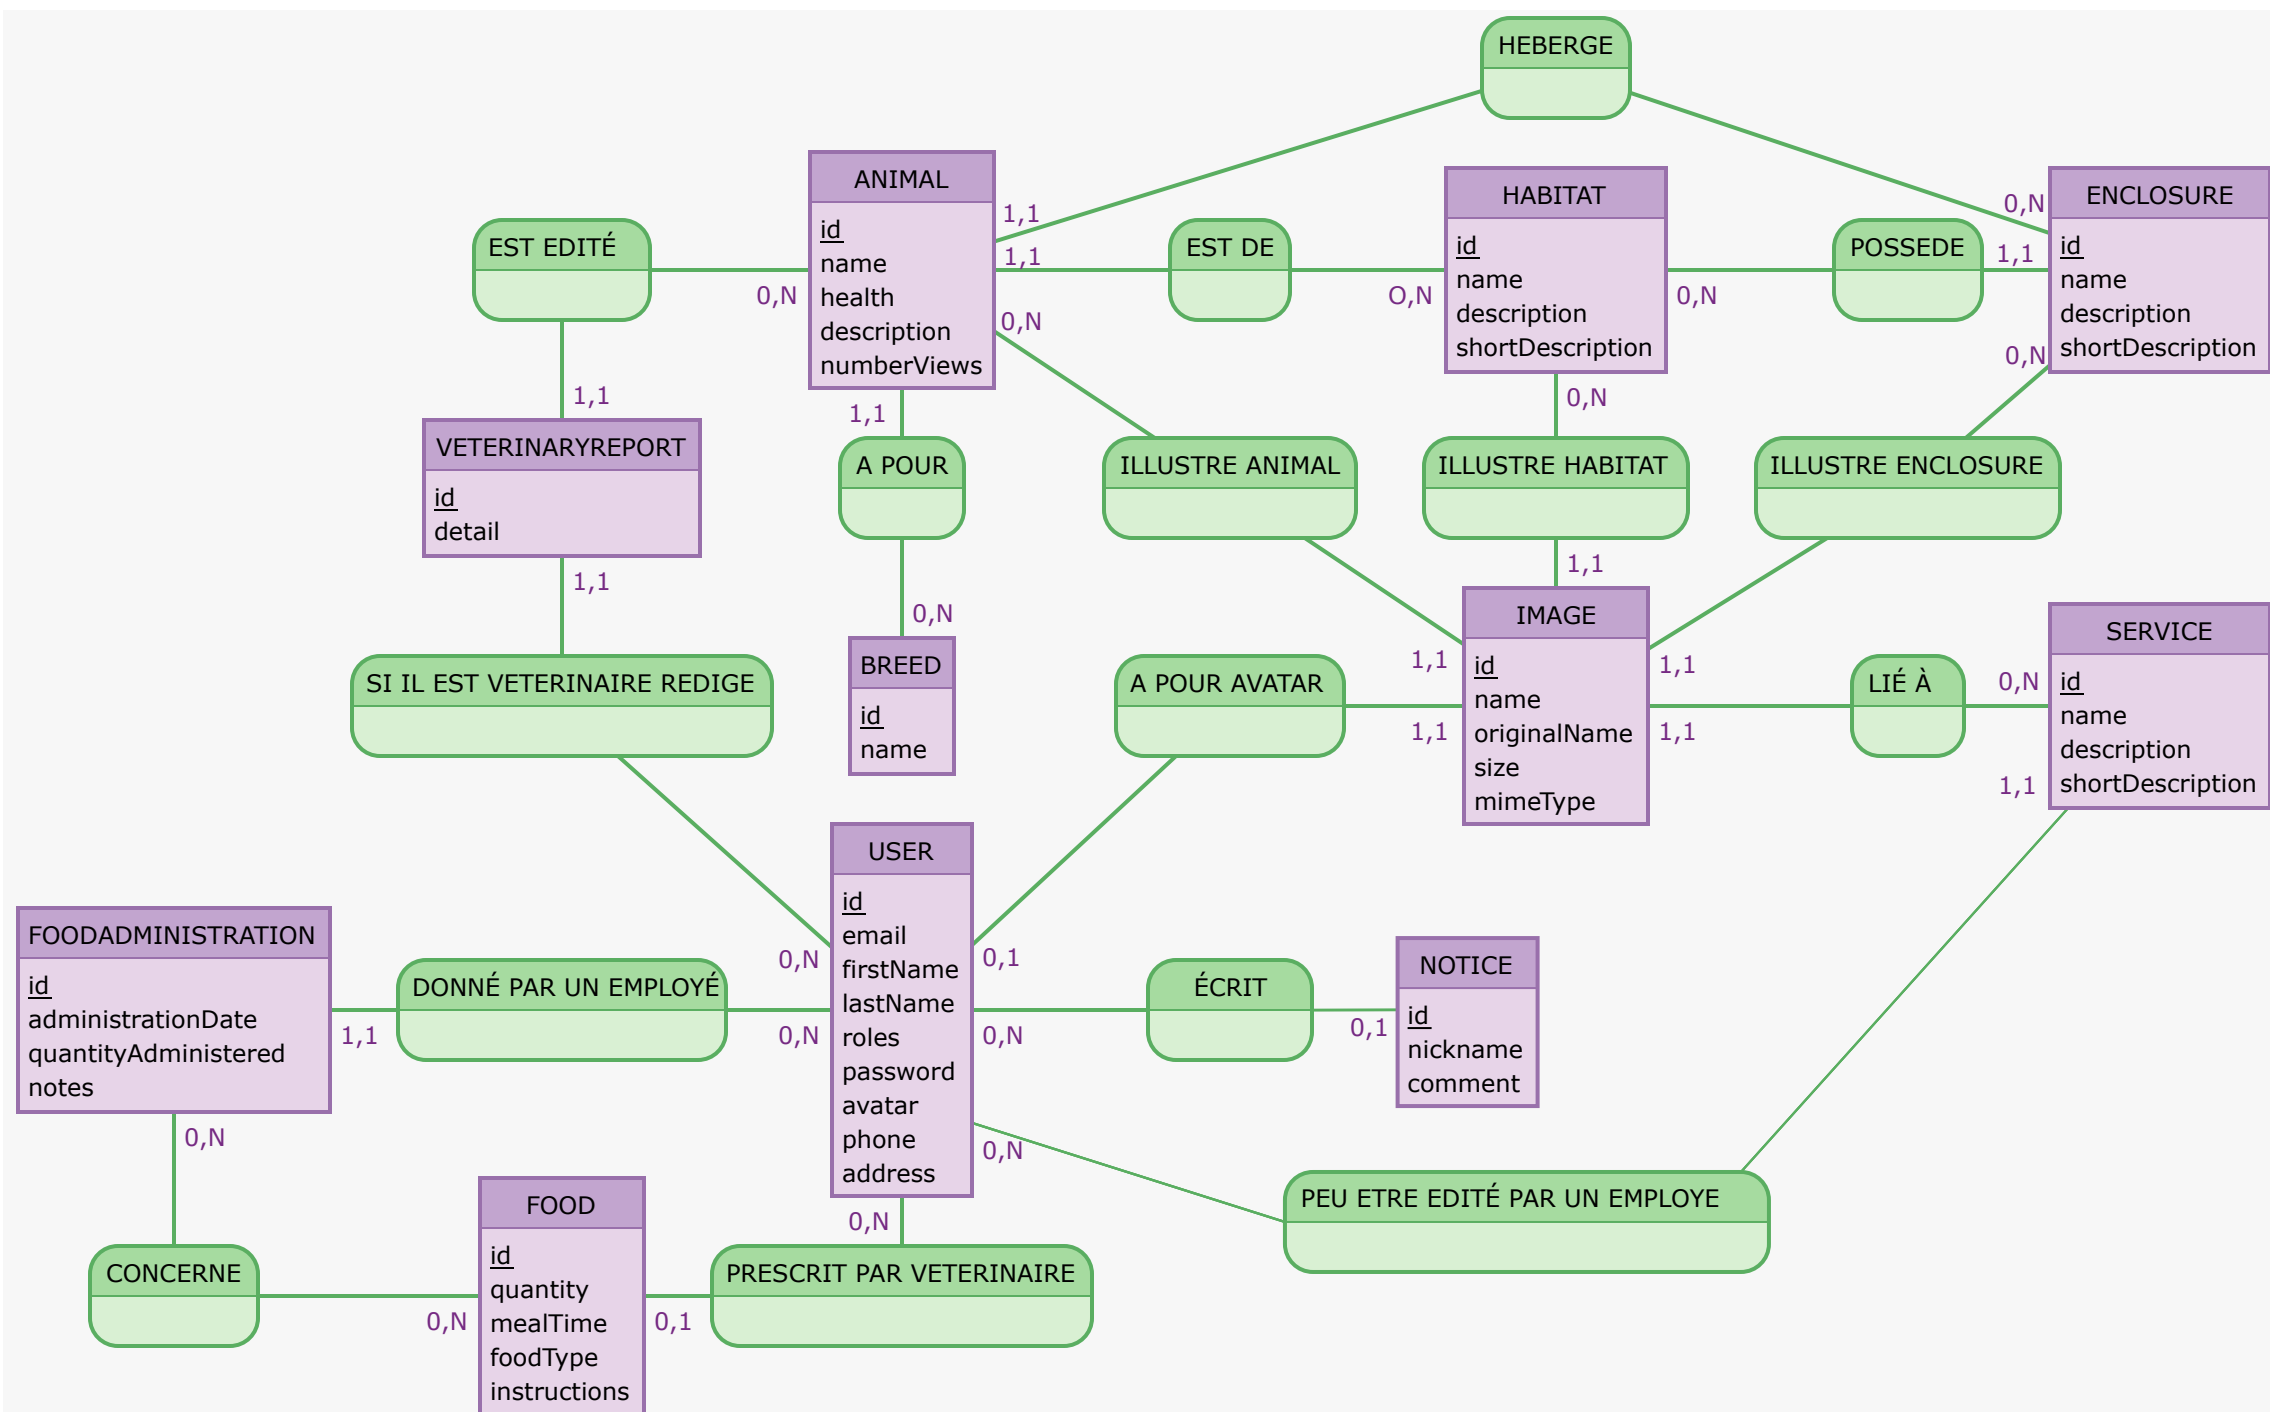 HEBERGE
ANIMAL
id
name
health
description
numberViews
HABITAT
id
name
description
shortDescription
ENCLOSURE
id
name
description
shortDescription
EST EDITÉ
EST DE
POSSEDE
1,1
1,1
0,N
0,N
0,N
O,N
0,N
1,1
0,N
1,1
1,1
0,N
VETERINARYREPORT
id
detail
A POUR
ILLUSTRE ANIMAL
ILLUSTRE HABITAT
ILLUSTRE ENCLOSURE
1,1
0,N
1,1
BREED
id
name
IMAGE
id
name
originalName
size
mimeType
SERVICE
id
name
description
shortDescription
SI IL EST VETERINAIRE REDIGE
A POUR AVATAR
LIÉ À
1,1
1,1
1,1
1,1
0,N
1,1
USER
id
email
firstName
lastName
roles
password
avatar
phone
address
FOODADMINISTRATION
id
administrationDate
quantityAdministered
notes
DONNÉ PAR UN EMPLOYÉ
ÉCRIT
NOTICE
id
nickname
comment
0,N
0,1
1,1
0,N
0,N
0,1
0,N
0,N
0,N
FOOD
id
quantity
mealTime
foodType
instructions
PEU ETRE EDITÉ PAR UN EMPLOYE
CONCERNE
PRESCRIT PAR VETERINAIRE
0,N
0,1